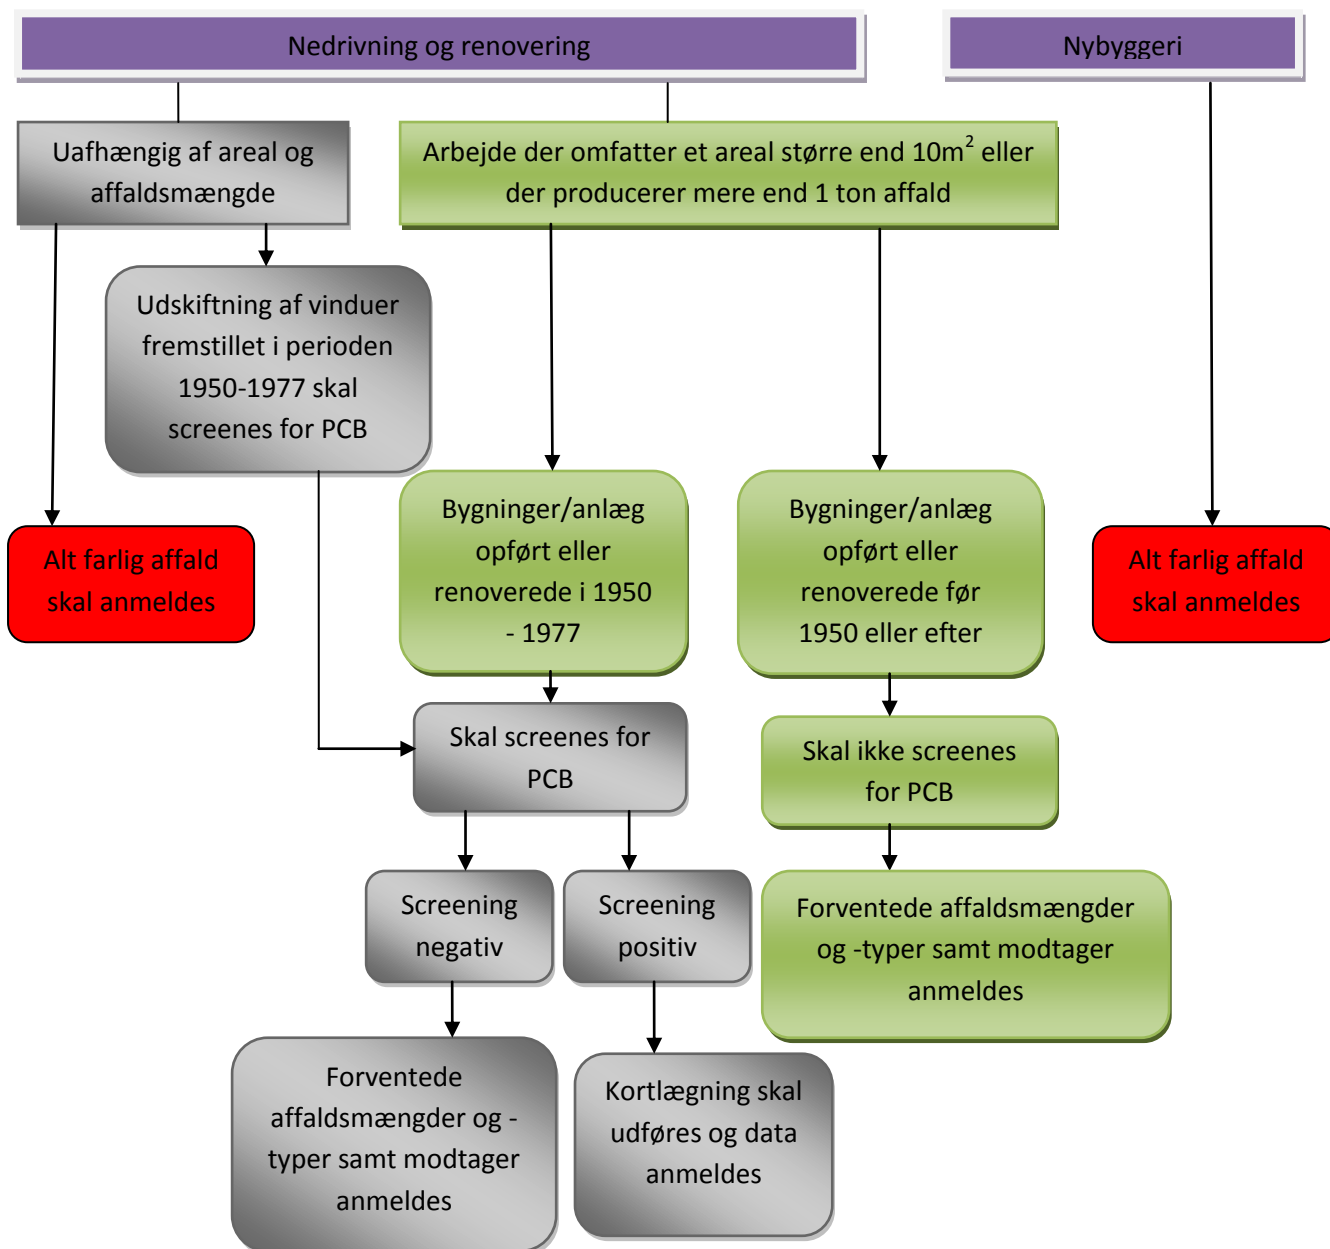 Nedrivning og renovering
Nybyggeri
Uafhængig af areal og
affaldsmængde
Arbejde der omfatter et areal større end 10m² eller
der producerer mere end 1 ton affald
Udskiftning af vinduer
fremstillet i perioden
1950-1977 skal
screenes for PCB
Alt farlig affald
skal anmeldes
Bygninger/anlæg
opført eller
renoverede i 1950
- 1977
Bygninger/anlæg
opført eller
renoverede før
1950 eller efter
Alt farlig affald
skal anmeldes
Skal screenes for
PCB
Skal ikke screenes
for PCB
Screening
negativ
Screening
positiv
Forventede affaldsmængder
og -typer samt modtager
anmeldes
Forventede
affaldsmængder og -
typer samt modtager
anmeldes
Kortlægning skal
udføres og data
anmeldes